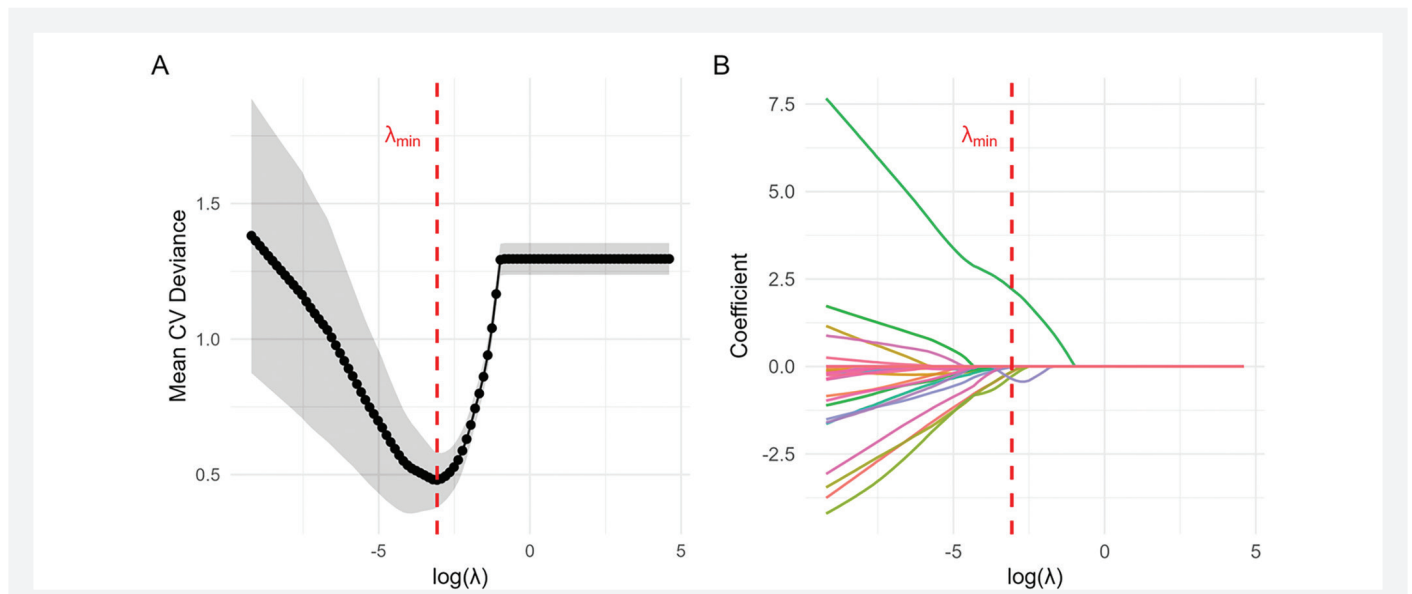 A
λmin
1.5
1.0
0.5
Mean CV Deviance
-5
0
5
log(λ)
B
λmin
7.5
5.0
2.5
0.0
-2.5
Coefficient
-5
0
5
log(λ)